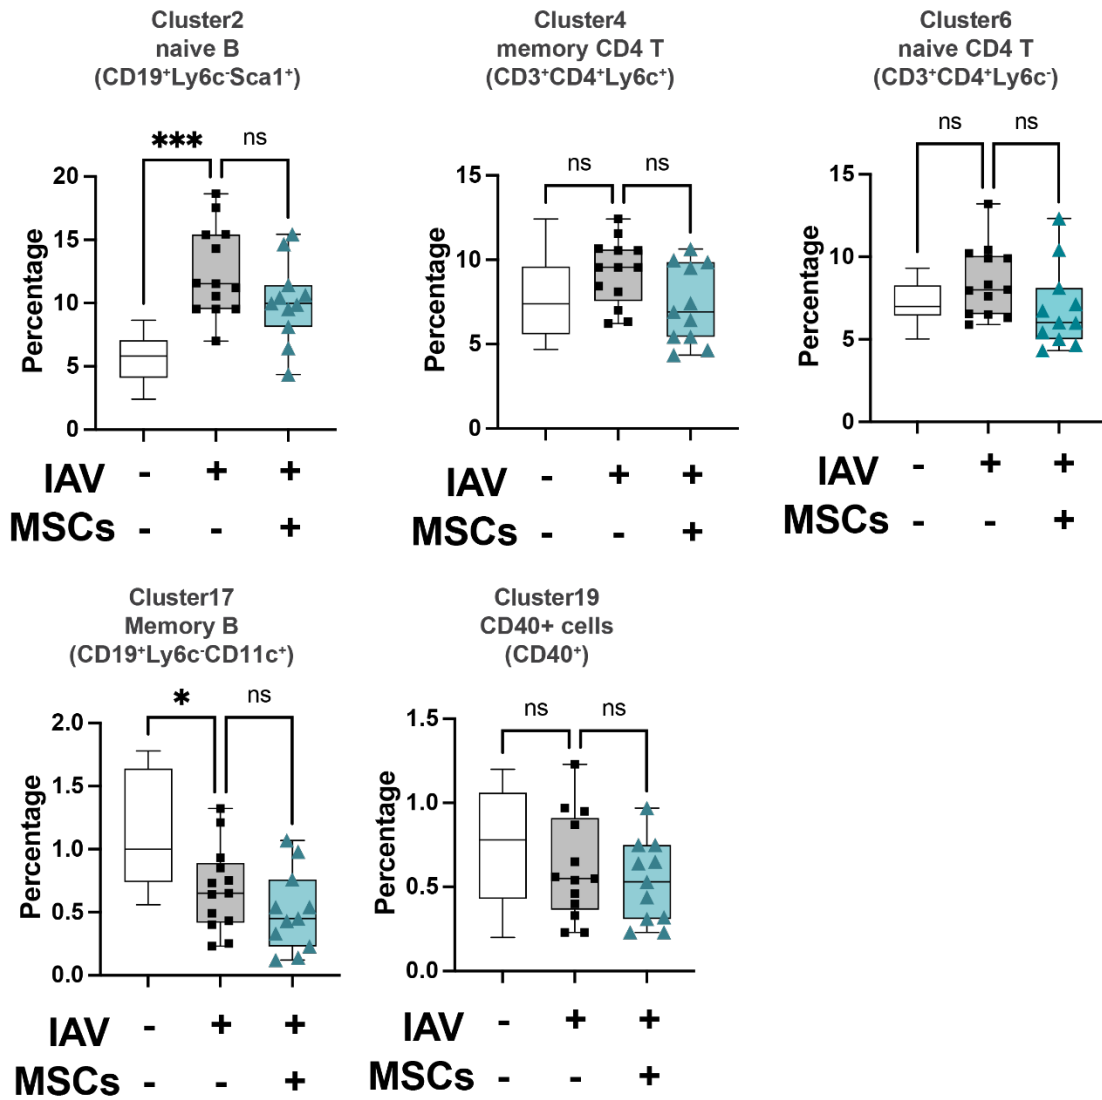 Cluster2
naive B
(CD19⁺Ly6c⁻Sca1⁺)
*** ns
Percentage
20
15
10
5
0
IAV - + +
MSCs - - +
Cluster4
memory CD4 T
(CD3⁺CD4⁺Ly6c⁺)
ns ns
Percentage
15
10
5
0
IAV - + +
MSCs - - +
Cluster6
naive CD4 T
(CD3⁺CD4⁺Ly6c⁻)
ns ns
Percentage
15
10
5
0
IAV - + +
MSCs - - +
Cluster17
Memory B
(CD19⁺Ly6c⁻CD11c⁺)
* ns
Percentage
2.0
1.5
1.0
0.5
0.0
IAV - + +
MSCs - - +
Cluster19
CD40+ cells
(CD40⁺)
ns ns
Percentage
1.5
1.0
0.5
0.0
IAV - + +
MSCs - - +